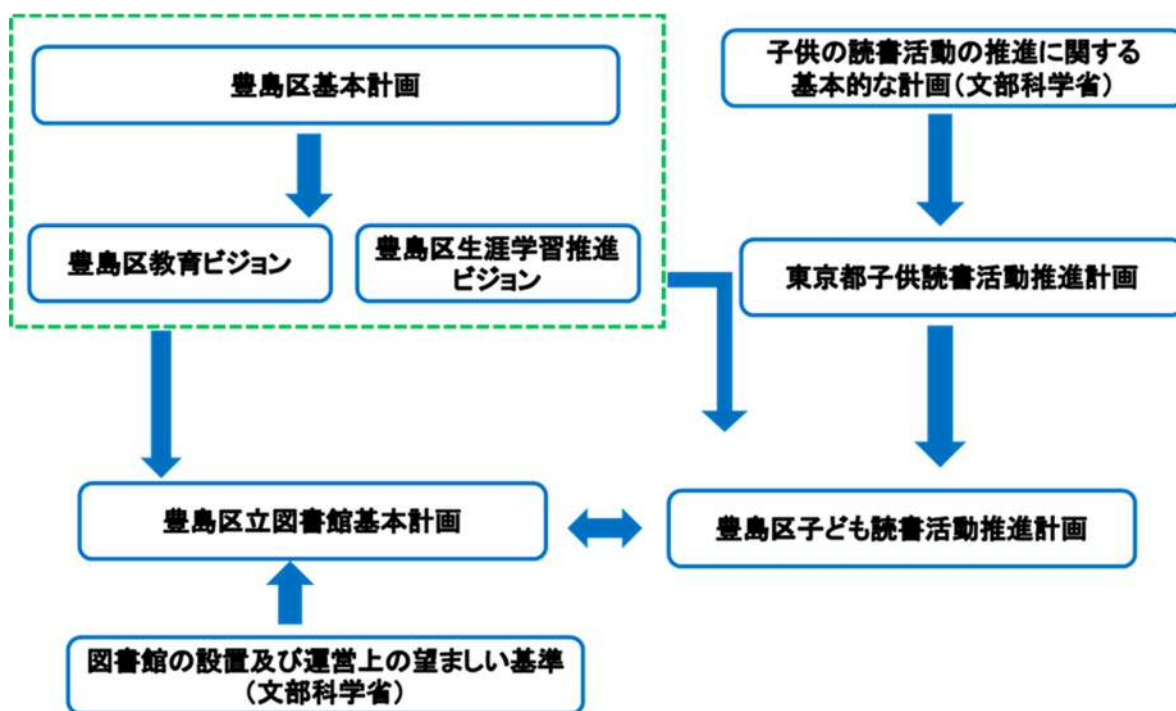 豊島区基本計画
子供の読書活動の推進に関する
基本的な計画(文部科学省)
豊島区教育ビジョン
豊島区生涯学習推進
ビジョン
東京都子供読書活動推進計画
豊島区立図書館基本計画
豊島区子ども読書活動推進計画
図書館の設置及び運営上の望ましい基準
(文部科学省)